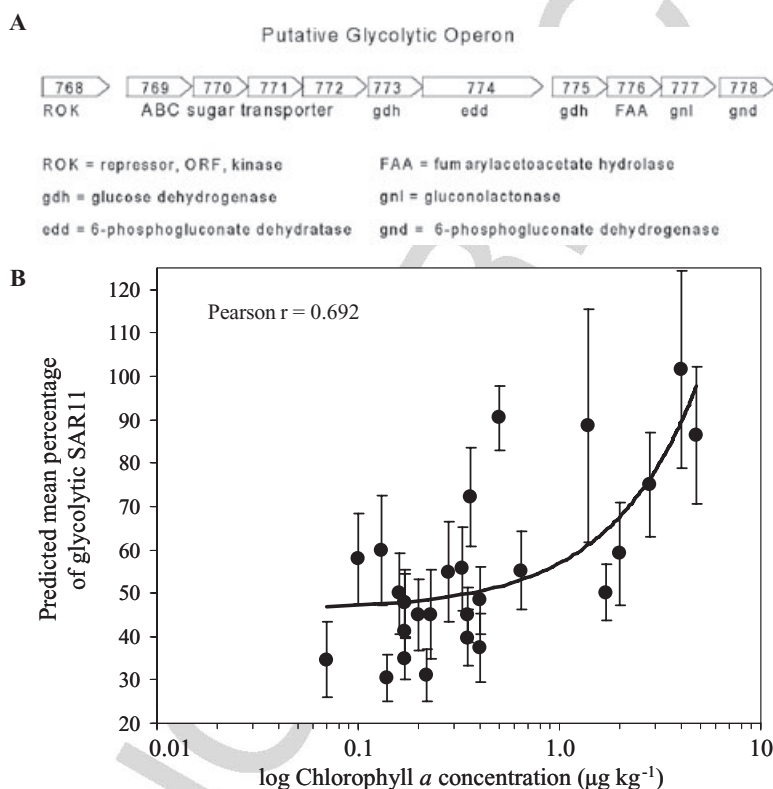 A
Putative Glycolytic Operon
768 769 770 771 772 773 774 775 776 777 778
ROK ABC sugar transporter gdh edd gdh FAA gnl gnd
ROK = repressor, ORF, kinase FAA = fumarylacetoacetate hydrolase
gdh = glucose dehydrogenase gnl = gluconolactonase
edd = 6-phosphogluconate dehydratase gnd = 6-phosphogluconate dehydrogenase
B
Pearson r = 0.692
Predicted mean percentage
of glycolytic SAR11
120
110
100
90
80
70
60
50
40
30
20
0.01 0.1 1.0 10
log Chlorophyll a concentration (µg kg⁻¹)